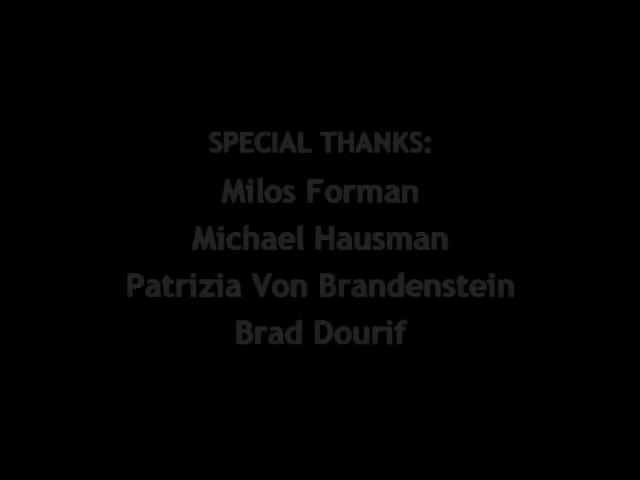 SPECIAL THANKS:
Milos Forman
Michael Hausman
Patrizia Von Brandenstein
Brad Dourif